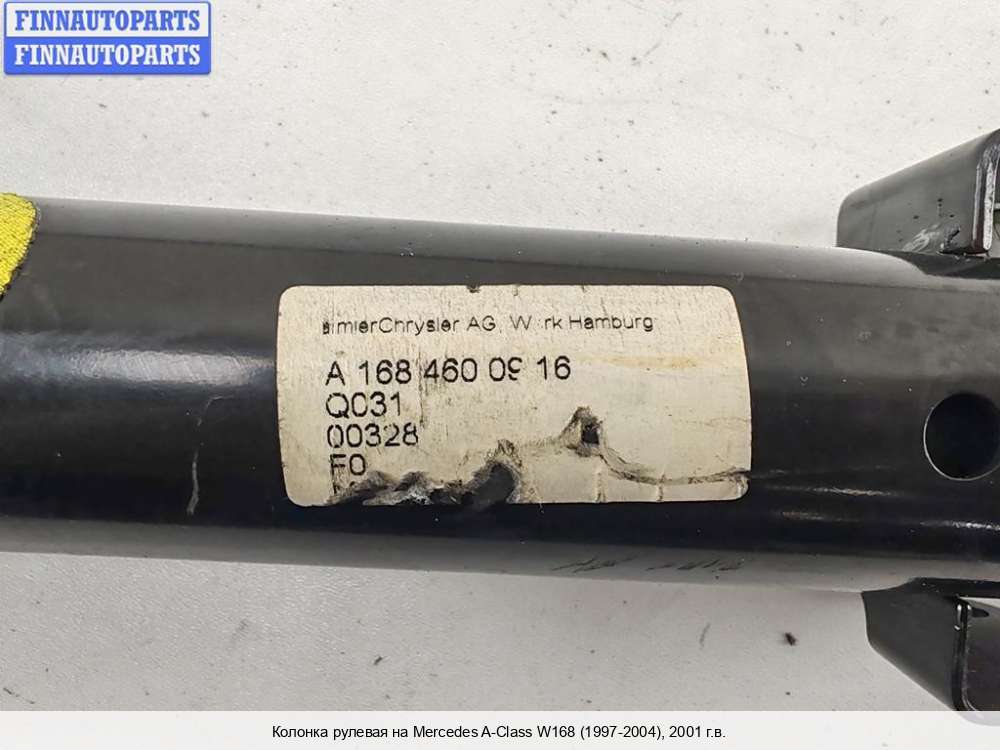 FINNAUTOPARTS
FINNAUTOPARTS
imlerChrysler AG, W rk Hamburg
A 168 460 09 16
Q031
00328
F0
Колонка рулевая на Mercedes A-Class W168 (1997-2004), 2001 г.в.